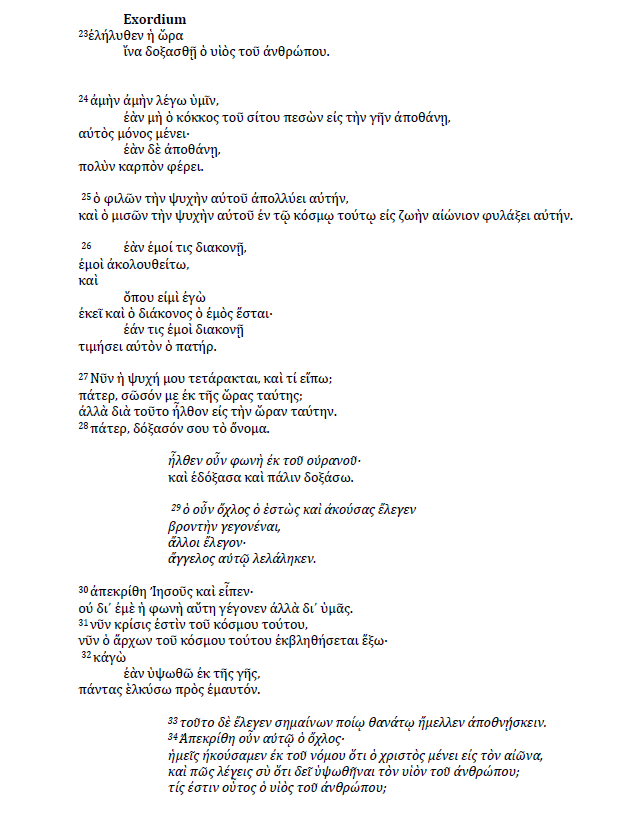 Exordium
23ἐλήλυθεν ἡ ὥρα
ἵνα δοξασθῇ ὁ υἱὸς τοῦ ἀνθρώπου.
24 ἀμὴν ἀμὴν λέγω ὑμῖν,
ἐὰν μὴ ὁ κόκκος τοῦ σίτου πεσὼν εἰς τὴν γῆν ἀποθάνῃ,
αὐτὸς μόνος μένει·
ἐὰν δὲ ἀποθάνῃ,
πολὺν καρπὸν φέρει.
25 ὁ φιλῶν τὴν ψυχὴν αὐτοῦ ἀπολλύει αὐτήν,
καὶ ὁ μισῶν τὴν ψυχὴν αὐτοῦ ἐν τῷ κόσμῳ τούτῳ εἰς ζωὴν αἰώνιον φυλάξει αὐτήν.
26 ἐὰν ἐμοί τις διακονῇ,
ἐμοὶ ἀκολουθείτω,
καὶ
ὅπου εἰμὶ ἐγὼ
ἐκεῖ καὶ ὁ διάκονος ὁ ἐμὸς ἔσται·
ἐάν τις ἐμοὶ διακονῇ
τιμήσει αὐτὸν ὁ πατήρ.
27 Νῦν ἡ ψυχή μου τετάρακται, καὶ τί εἴπω;
πάτερ, σῶσόν με ἐκ τῆς ὥρας ταύτης;
ἀλλὰ διὰ τοῦτο ἦλθον εἰς τὴν ὥραν ταύτην.
28 πάτερ, δόξασόν σου τὸ ὄνομα.
ἦλθεν οὖν φωνὴ ἐκ τοῦ οὐρανοῦ·
καὶ ἐδόξασα καὶ πάλιν δοξάσω.
29 ὁ οὖν ὄχλος ὁ ἑστὼς καὶ ἀκούσας ἔλεγεν
βροντὴν γεγονέναι,
ἄλλοι ἔλεγον·
ἄγγελος αὐτῷ λελάληκεν.
30 ἀπεκρίθη Ἰησοῦς καὶ εἶπεν·
οὐ δι᾽ ἐμὲ ἡ φωνὴ αὕτη γέγονεν ἀλλὰ δι᾽ ὑμᾶς.
31 νῦν κρίσις ἐστὶν τοῦ κόσμου τούτου,
νῦν ὁ ἄρχων τοῦ κόσμου τούτου ἐκβληθήσεται ἔξω·
32 κἀγὼ
ἐὰν ὑψωθῶ ἐκ τῆς γῆς,
πάντας ἑλκύσω πρὸς ἐμαυτόν.
33 τοῦτο δὲ ἔλεγεν σημαίνων ποίῳ θανάτῳ ἤμελλεν ἀποθνῄσκειν.
34 Ἀπεκρίθη οὖν αὐτῷ ὁ ὄχλος·
ἡμεῖς ἠκούσαμεν ἐκ τοῦ νόμου ὅτι ὁ χριστὸς μένει εἰς τὸν αἰῶνα,
καὶ πῶς λέγεις σὺ ὅτι δεῖ ὑψωθῆναι τὸν υἱὸν τοῦ ἀνθρώπου;
τίς ἐστιν οὗτος ὁ υἱὸς τοῦ ἀνθρώπου;